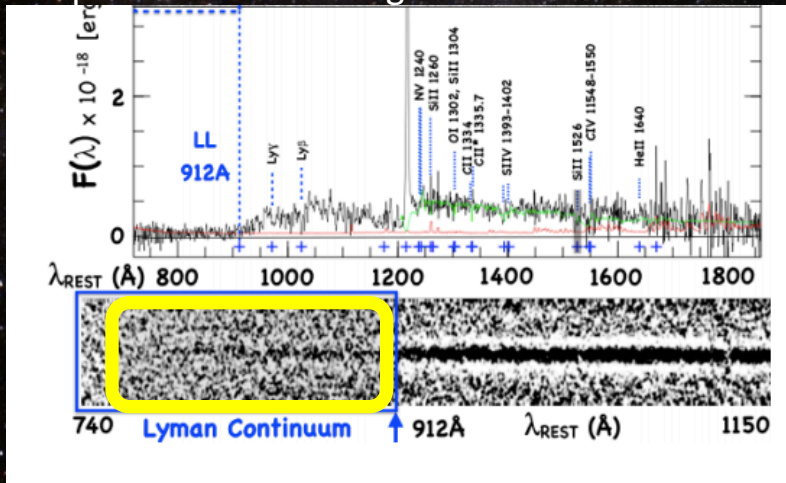 F(λ) x 10⁻¹⁸ [erg
2
0
LL
912A
Lyγ
Lyβ
NV 1240
SiII 1260
OI 1302, SiII 1304
CII 1334
CII* 1335.7
SiIV 1393-1402
SiII 1526
CIV 11548-1550
HeII 1640
λREST (Å) 800 1000 1200 1400 1600 1800
740 Lyman Continuum 912Å λREST (Å) 1150